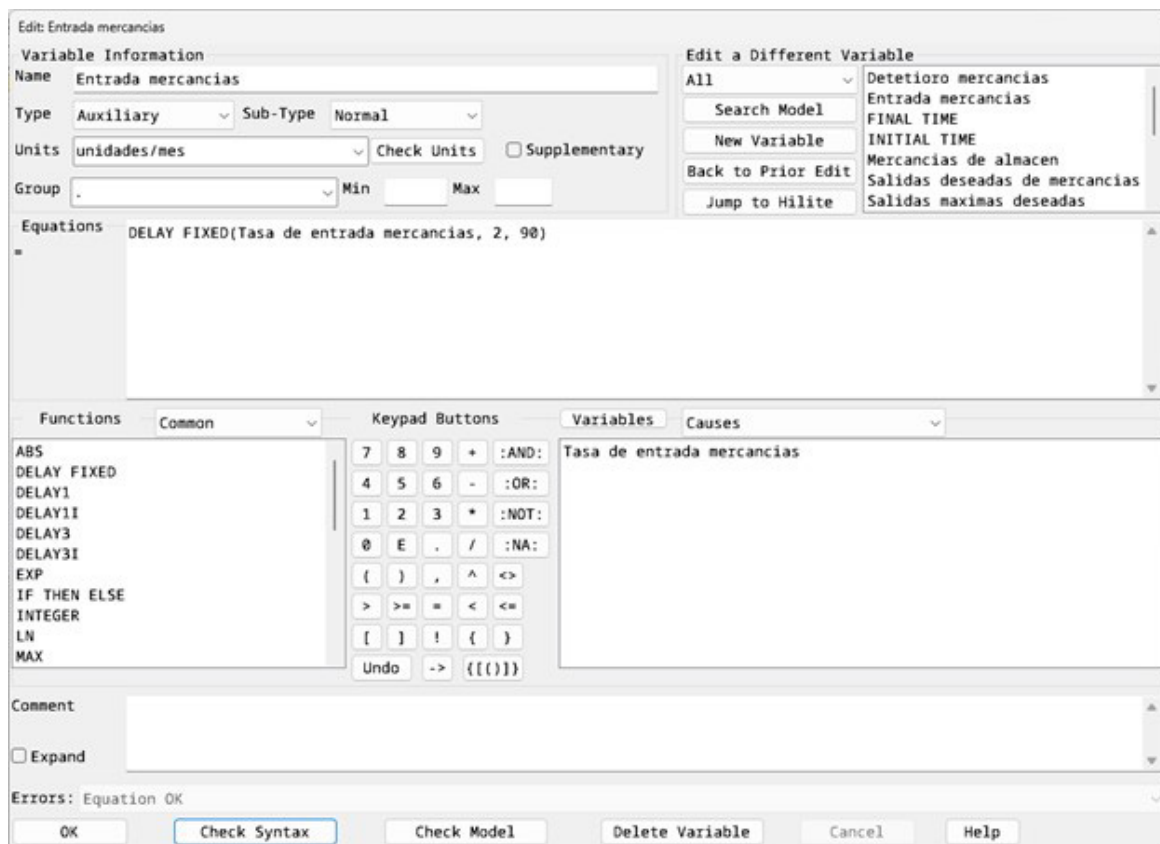 Edit: Entrada mercancias
Variable Information
Name Entrada mercancias
Type Auxiliary Sub-Type Normal
Units unidades/mes Check Units Supplementary
Group . Min Max
Edit a Different Variable
All
Search Model
New Variable
Back to Prior Edit
Jump to Hilite
Detetioro mercancias
Entrada mercancias
FINAL TIME
INITIAL TIME
Mercancias de almacen
Salidas deseadas de mercancias
Salidas maximas deseadas
Equations
=
DELAY FIXED(Tasa de entrada mercancias, 2, 90)
Functions Common
ABS
DELAY FIXED
DELAY1
DELAY1I
DELAY3
DELAY3I
EXP
IF THEN ELSE
INTEGER
LN
MAX
Keypad Buttons
7 8 9 + :AND:
4 5 6 - :OR:
1 2 3 * :NOT:
0 E . / :NA:
( ) , ^ <>
> >= = < <=
[ ] ! { }
Undo -> {[()]}
Variables Causes
Tasa de entrada mercancias
Comment
Expand
Errors: Equation OK
OK Check Syntax Check Model Delete Variable Cancel Help